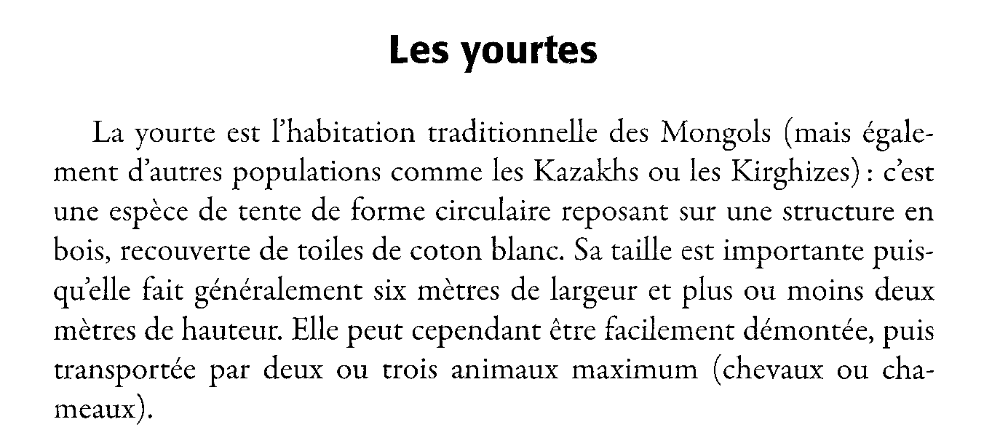 Les yourtes
La yourte est l'habitation traditionnelle des Mongols (mais égale-
ment d'autres populations comme les Kazakhs ou les Kirghizes) : c'est
une espèce de tente de forme circulaire reposant sur une structure en
bois, recouverte de toiles de coton blanc. Sa taille est importante puis-
qu'elle fait généralement six mètres de largeur et plus ou moins deux
mètres de hauteur. Elle peut cependant être facilement démontée, puis
transportée par deux ou trois animaux maximum (chevaux ou cha-
meaux).